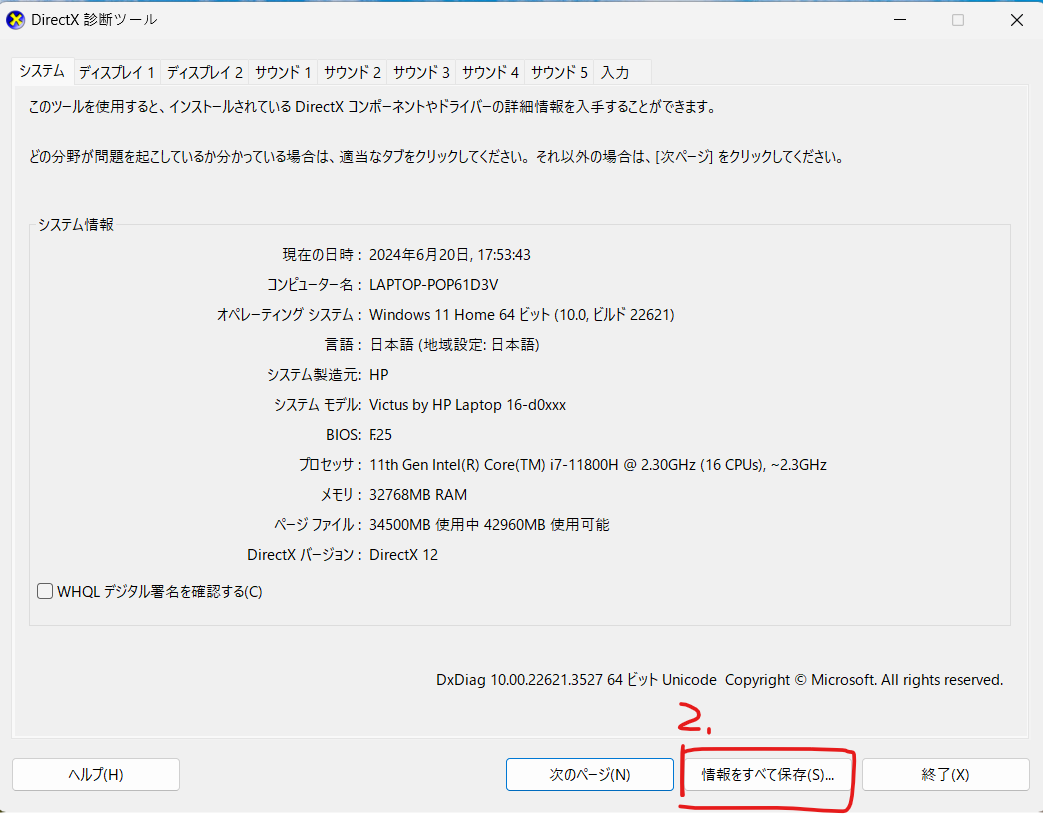 DirectX 診断ツール
システム ディスプレイ 1 ディスプレイ 2 サウンド 1 サウンド 2 サウンド 3 サウンド 4 サウンド 5 入力
このツールを使用すると、インストールされている DirectX コンポーネントやドライバーの詳細情報を入手することができます。
どの分野が問題を起こしているか分かっている場合は、適当なタブをクリックしてください。それ以外の場合は、[次ページ] をクリックしてください。
システム情報
現在の日時 : 2024年6月20日, 17:53:43
コンピューター名 : LAPTOP-POP61D3V
オペレーティング システム : Windows 11 Home 64 ビット (10.0, ビルド 22621)
言語 : 日本語 (地域設定: 日本語)
システム製造元: HP
システム モデル: Victus by HP Laptop 16-d0xxx
BIOS: F.25
プロセッサ : 11th Gen Intel(R) Core(TM) i7-11800H @ 2.30GHz (16 CPUs), ~2.3GHz
メモリ : 32768MB RAM
ページ ファイル : 34500MB 使用中 42960MB 使用可能
DirectX バージョン : DirectX 12
WHQL デジタル署名を確認する(C)
DxDiag 10.00.22621.3527 64 ビット Unicode Copyright © Microsoft. All rights reserved.
2.
ヘルプ(H) 次のページ(N) 情報をすべて保存(S)... 終了(X)